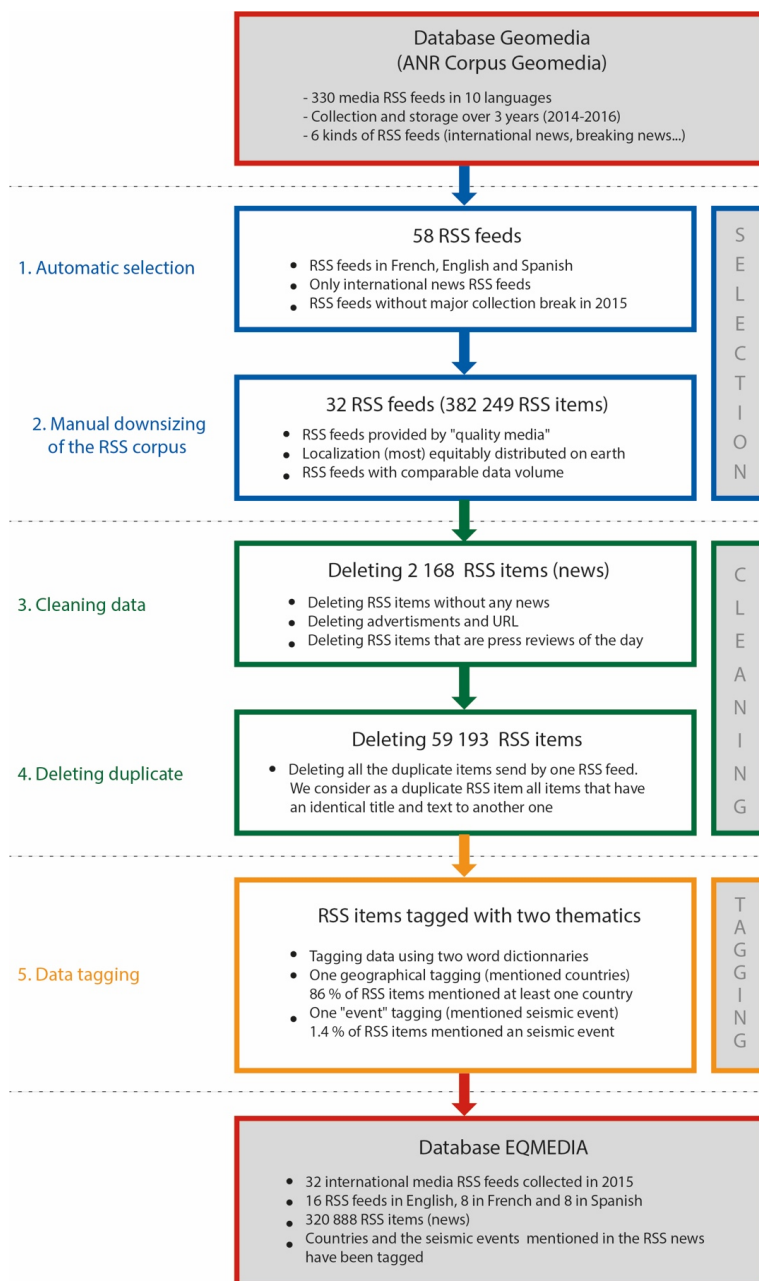 Database Geomedia
(ANR Corpus Geomedia)
- 330 media RSS feeds in 10 languages
- Collection and storage over 3 years (2014-2016)
- 6 kinds of RSS feeds (international news, breaking news...)
1. Automatic selection
58 RSS feeds
• RSS feeds in French, English and Spanish
• Only international news RSS feeds
• RSS feeds without major collection break in 2015
SELECTION
2. Manual downsizing
of the RSS corpus
32 RSS feeds (382 249 RSS items)
• RSS feeds provided by "quality media"
• Localization (most) equitably distributed on earth
• RSS feeds with comparable data volume
3. Cleaning data
Deleting 2 168 RSS items (news)
• Deleting RSS items without any news
• Deleting advertisments and URL
• Deleting RSS items that are press reviews of the day
CLEANING
4. Deleting duplicate
Deleting 59 193 RSS items
• Deleting all the duplicate items send by one RSS feed.
We consider as a duplicate RSS item all items that have
an identical title and text to another one
5. Data tagging
RSS items tagged with two thematics
• Tagging data using two word dictionnaries
• One geographical tagging (mentioned countries)
86 % of RSS items mentioned at least one country
• One "event" tagging (mentioned seismic event)
1.4 % of RSS items mentioned an seismic event
TAGGING
Database EQMEDIA
• 32 international media RSS feeds collected in 2015
• 16 RSS feeds in English, 8 in French and 8 in Spanish
• 320 888 RSS items (news)
• Countries and the seismic events mentioned in the RSS news
have been tagged